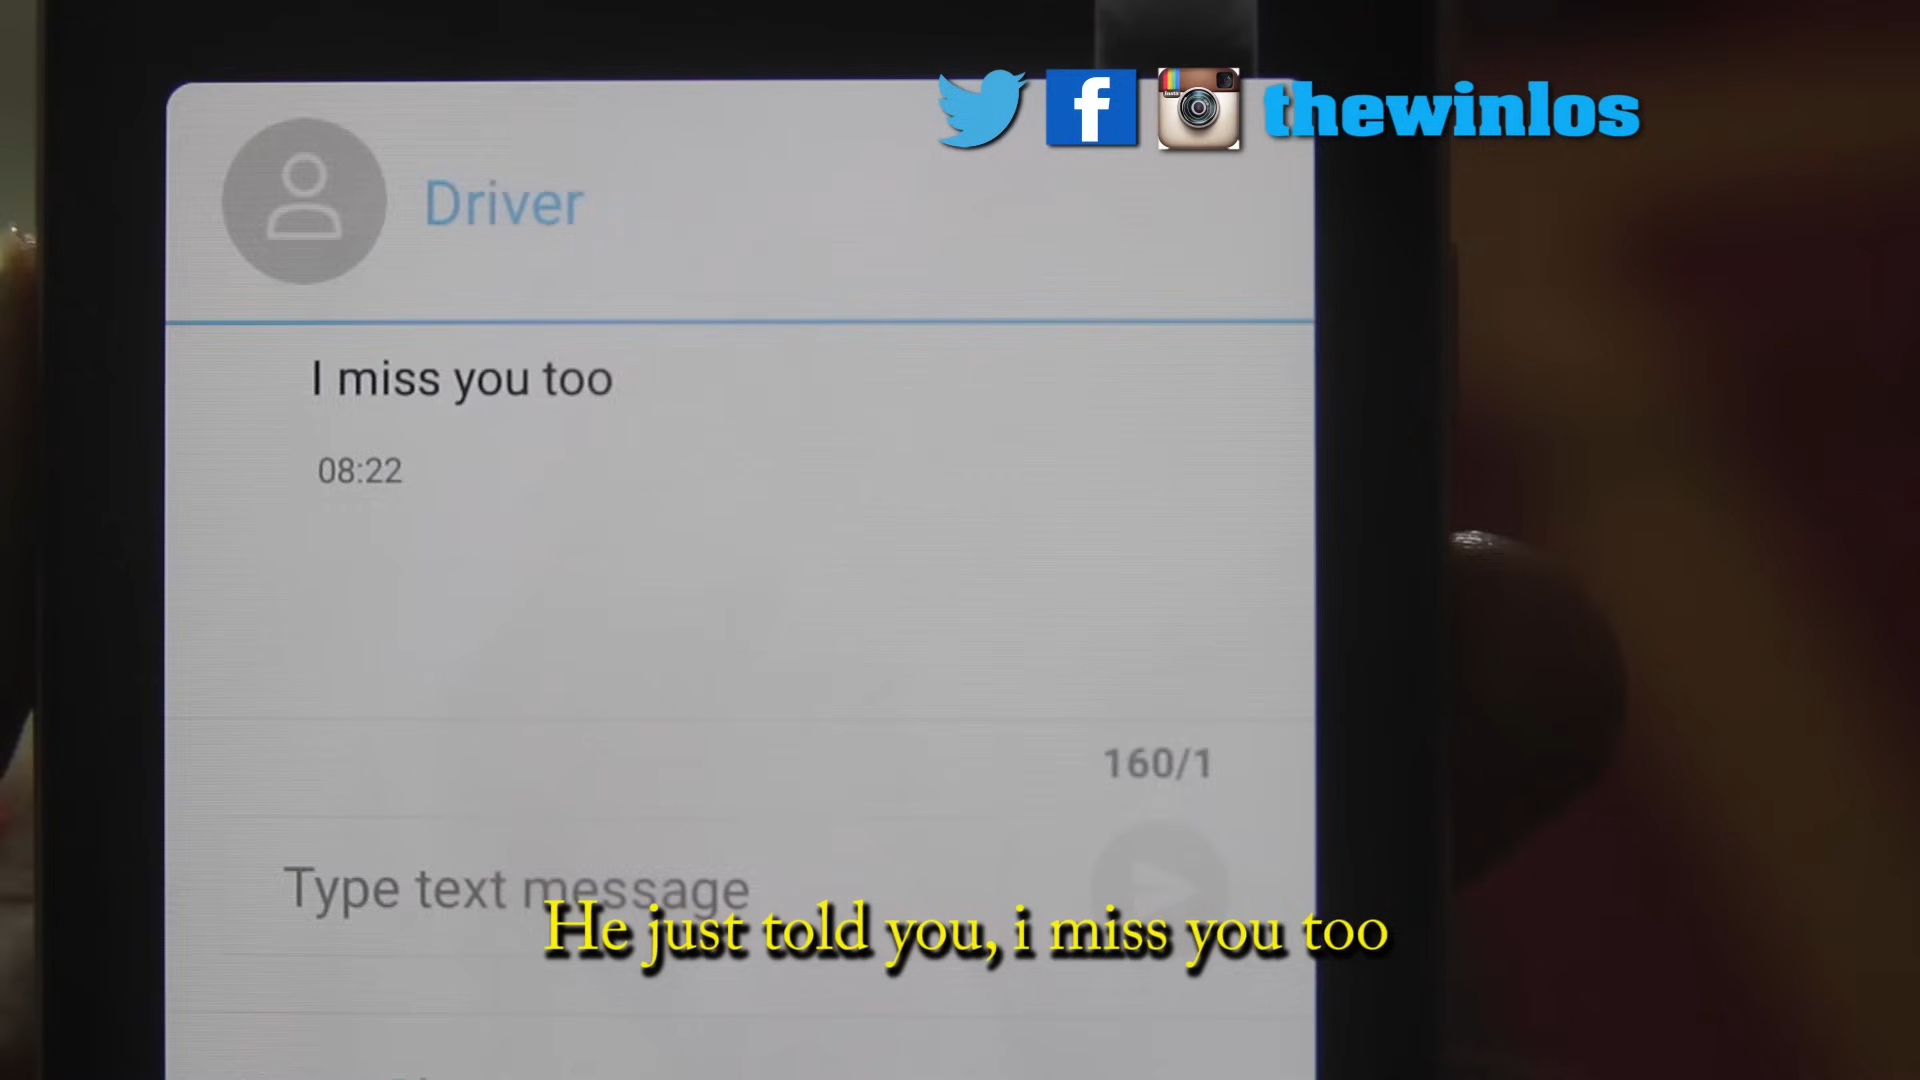 thewinlos
Driver
I miss you too
08:22
160/1
Type text message
He just told you, i miss you too